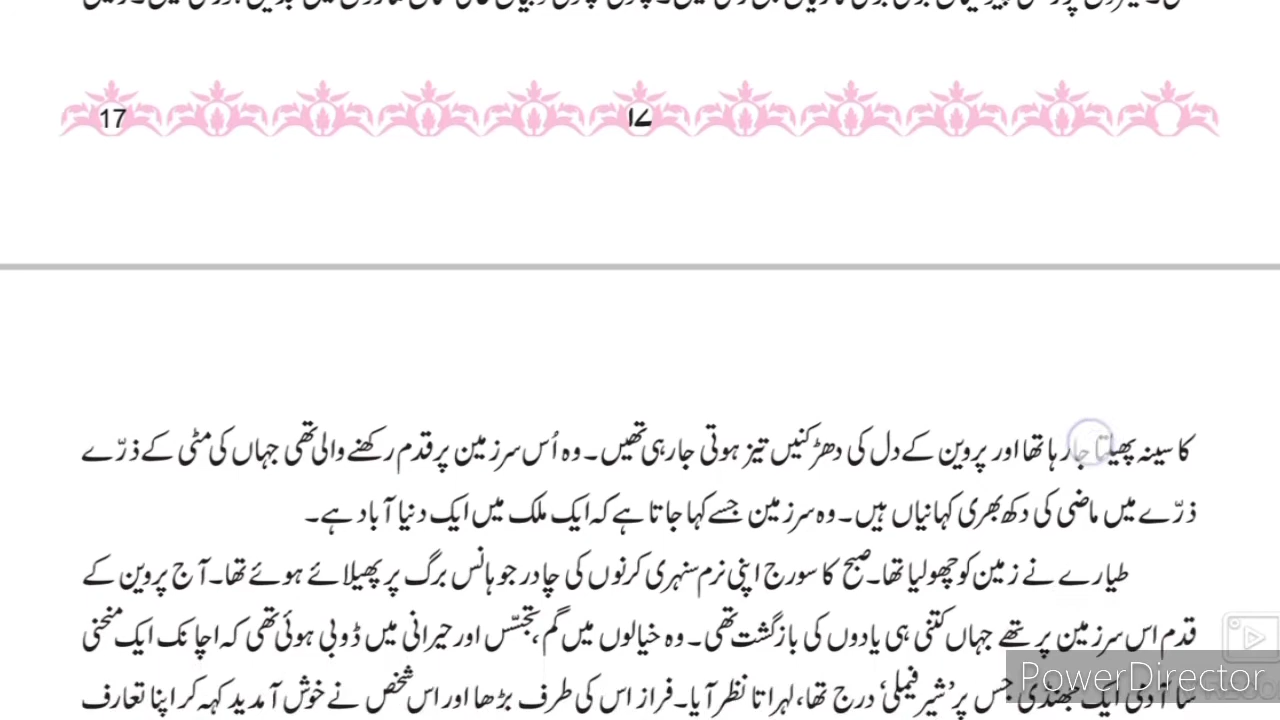 17 ۱۷
کا سینہ پھیلتا جا رہا تھا اور پروین کے دل کی دھڑکنیں تیز ہوتی جا رہی تھیں۔ وہ اُس سرزمین پر قدم رکھنے والی تھی جہاں کی مٹی کے ذرّے
ذرّے میں ماضی کی دکھ بھری کہانیاں ہیں۔ وہ سرزمین جسے کہا جاتا ہے کہ ایک ملک میں ایک دنیا آباد ہے۔
طیارے نے زمین کو چھولیا تھا۔ صبح کا سورج اپنی نرم سنہری کرنوں کی چادر جوہانس برگ پر پھیلائے ہوئے تھا۔ آج پروین کے
قدم اس سرزمین پر تھے جہاں کتنی ہی یادوں کی بازگشت تھی۔ وہ خیالوں میں گم، تجسّس اور حیرانی میں ڈوبی ہوئی تھی کہ اچانک ایک منحنی
سا آدمی ایک جھنڈی جس پر ’شیر فیملی‘ درج تھا، لہراتا نظر آیا۔ فراز اس کی طرف بڑھا اور اس شخص نے خوش آمدید کہہ کر اپنا تعارف
PowerDirector